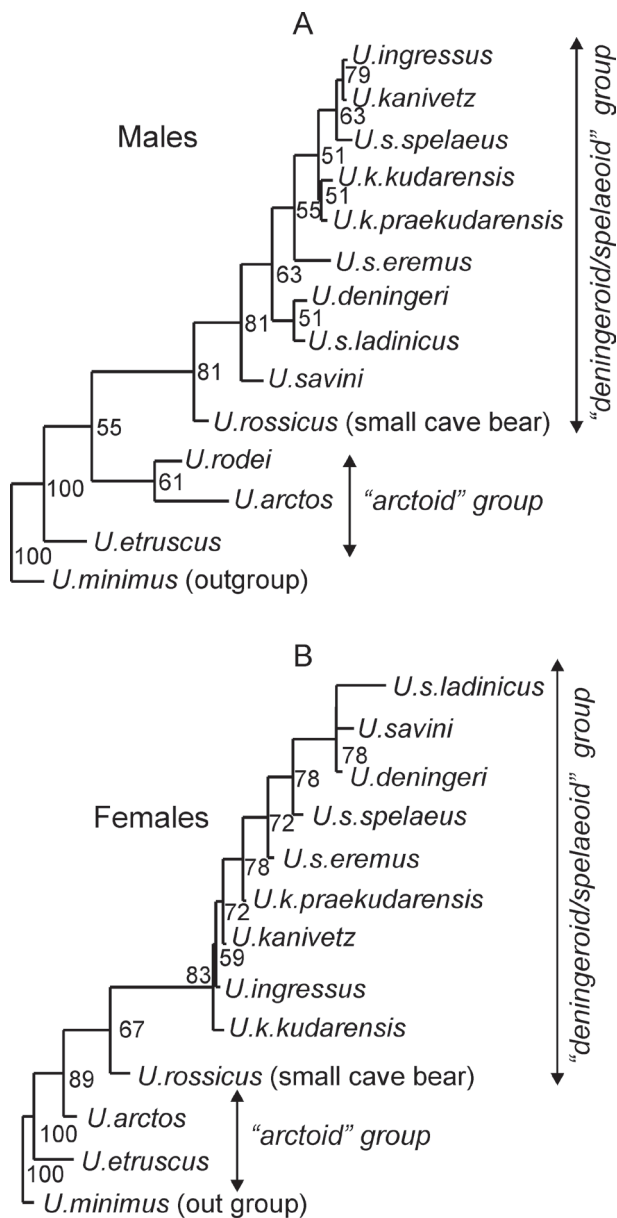 A
Males
U.ingressus
79
U.kanivetz
63
U.s.spelaeus
51
U.k.kudarensis
51
55
U.k.praekudarensis
U.s.eremus
63
U.deningeri
51
81
U.s.ladinicus
81
U.savini
U.rossicus (small cave bear)
55
U.rodei
61
100
U.arctos
U.etruscus
100
U.minimus (outgroup)
"deningeroid/spelaeoid" group
"arctoid" group
B
Females
U.s.ladinicus
U.savini
78
U.deningeri
78
U.s.spelaeus
72
U.s.eremus
78
U.k.praekudarensis
72
U.kanivetz
59
83
U.ingressus
U.k.kudarensis
67
U.rossicus (small cave bear)
89
U.arctos
100
U.etruscus
100
U.minimus (out group)
"deningeroid/spelaeoid" group
"arctoid" group